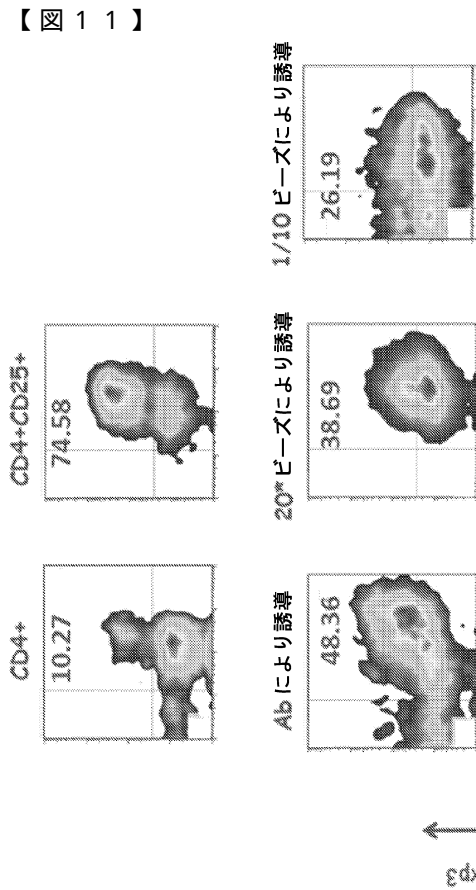 【図１１】
CD4+
10.27
CD4+CD25+
74.58
Abにより誘導
48.36
20*ビーズにより誘導
38.69
1/10 ビーズにより誘導
26.19